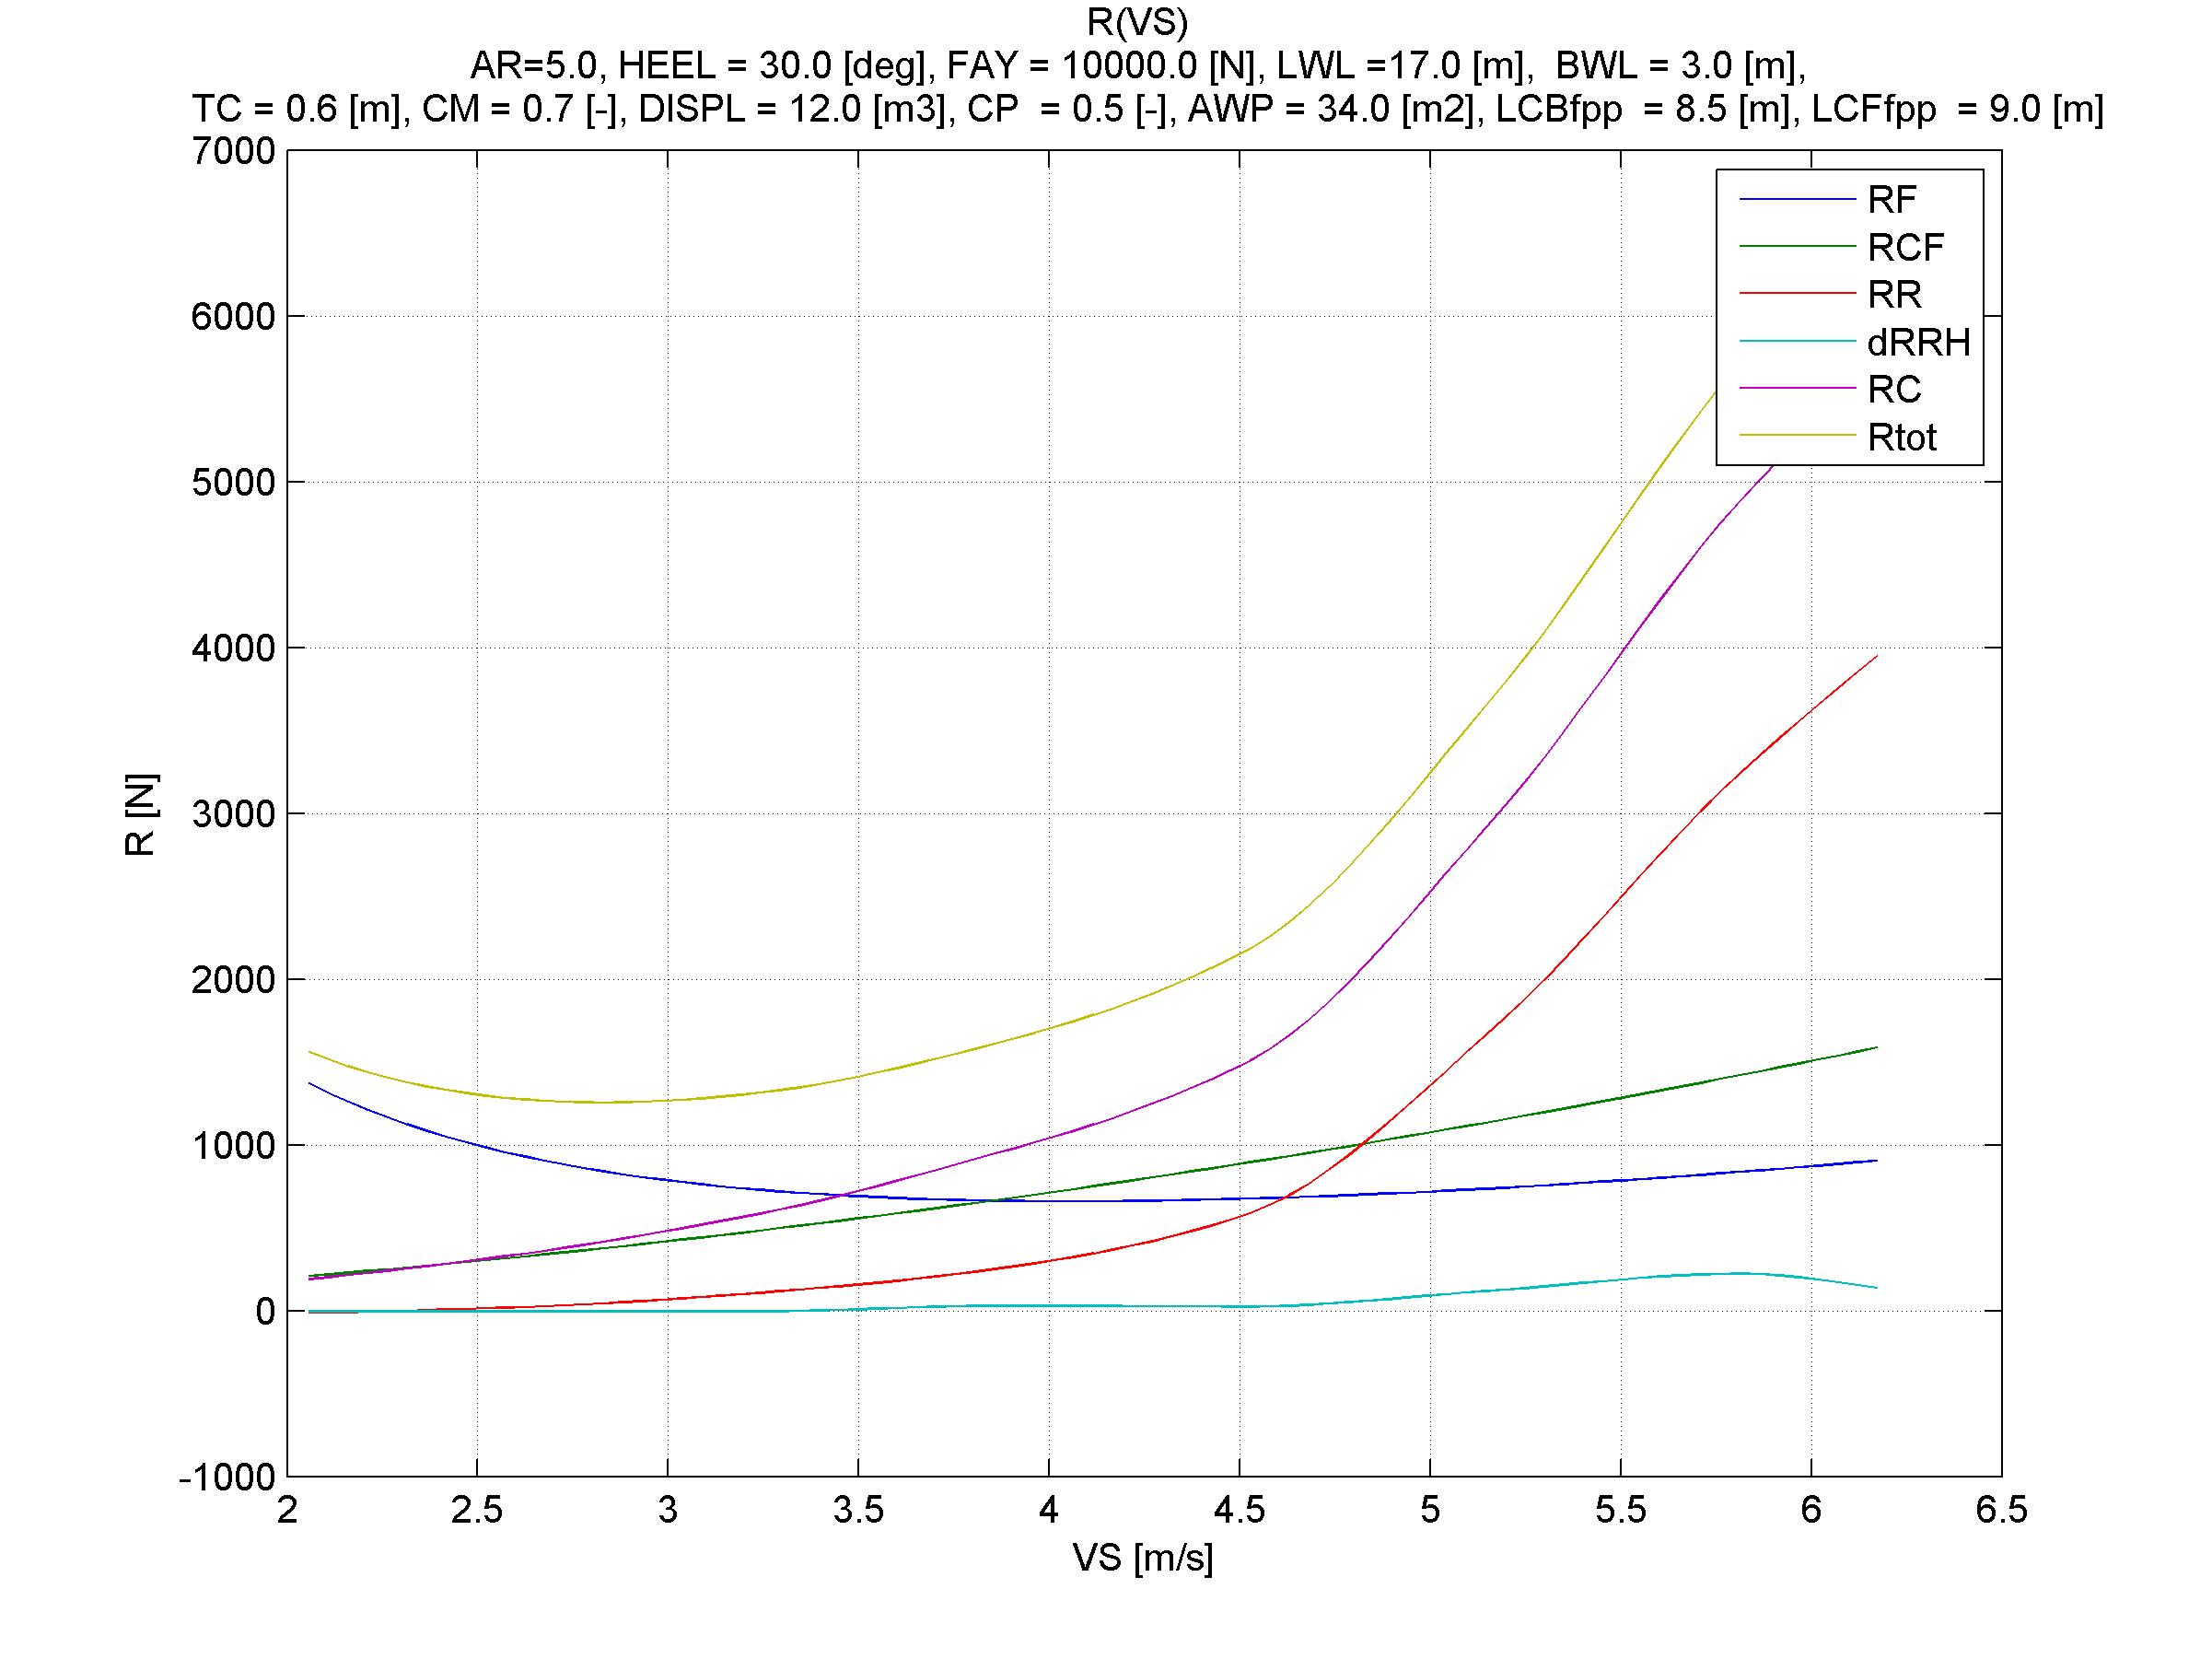 R(VS)
AR=5.0, HEEL = 30.0 [deg], FAY = 10000.0 [N], LWL =17.0 [m],  BWL = 3.0 [m],
TC = 0.6 [m], CM = 0.7 [-], DISPL = 12.0 [m3], CP  = 0.5 [-], AWP = 34.0 [m2], LCBfpp  = 8.5 [m], LCFfpp  = 9.0 [m]
7000
6000
5000
4000
3000
2000
1000
0
-1000
R [N]
RF
RCF
RR
dRRH
RC
Rtot
2 2.5 3 3.5 4 4.5 5 5.5 6 6.5
VS [m/s]